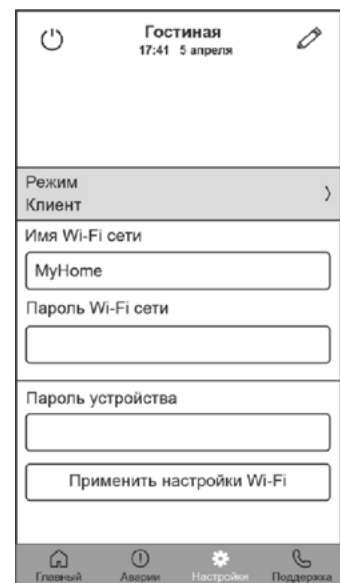 Гостиная
17:41 5 апреля
Режим
Клиент
Имя Wi-Fi сети
MyHome
Пароль Wi-Fi сети
Пароль устройства
Применить настройки Wi-Fi
Главный Аварии Настройки Поддержка